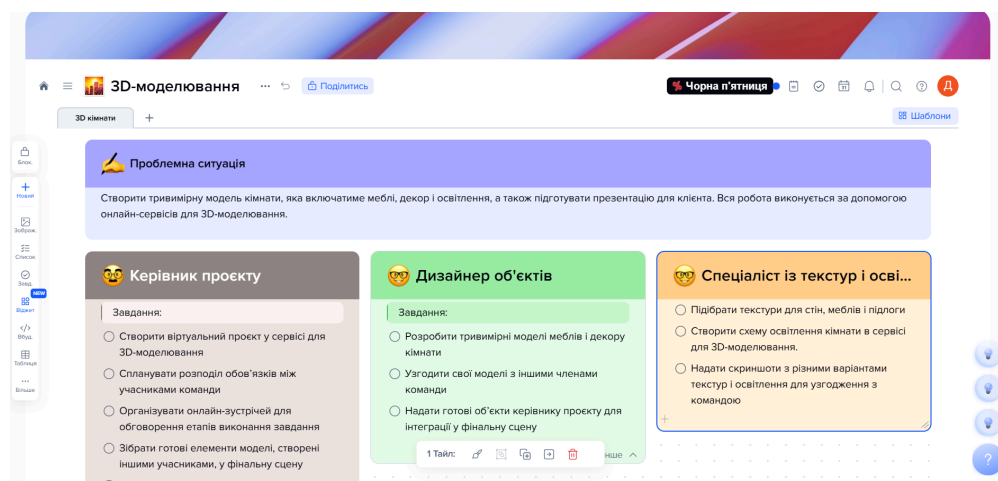 3D-моделювання
Поділитись
Чорна п'ятниця
31
Д
3D кімнати
Шаблони
Блок.
Новий
Зображ.
Список
Завд.
NEW
Віджет
Вбуд.
Таблиця
Більше
Проблемна ситуація
Створити тривимірну модель кімнати, яка включатиме меблі, декор і освітлення, а також підготувати презентацію для клієнта. Вся робота виконується за допомогою
онлайн-сервісів для 3D-моделювання.
Керівник проєкту
Завдання:
Створити віртуальний проєкт у сервісі для
3D-моделювання
Спланувати розподіл обов'язків між
учасниками команди
Організувати онлайн-зустрічей для
обговорення етапів виконання завдання
Зібрати готові елементи моделі, створені
іншими учасниками, у фінальну сцену
Дизайнер об'єктів
Завдання:
Розробити тривимірні моделі меблів і декору
кімнати
Узгодити свої моделі з іншими членами
команди
Надати готові об'єкти керівнику проєкту для
інтеграції у фінальну сцену
Спеціаліст із текстур і осві...
Підібрати текстури для стін, меблів і підлоги
Створити схему освітлення кімнати в сервісі
для 3D-моделювання.
Надати скриншоти з різними варіантами
текстур і освітлення для узгодження з
командою
1 Тайл:
нше
?